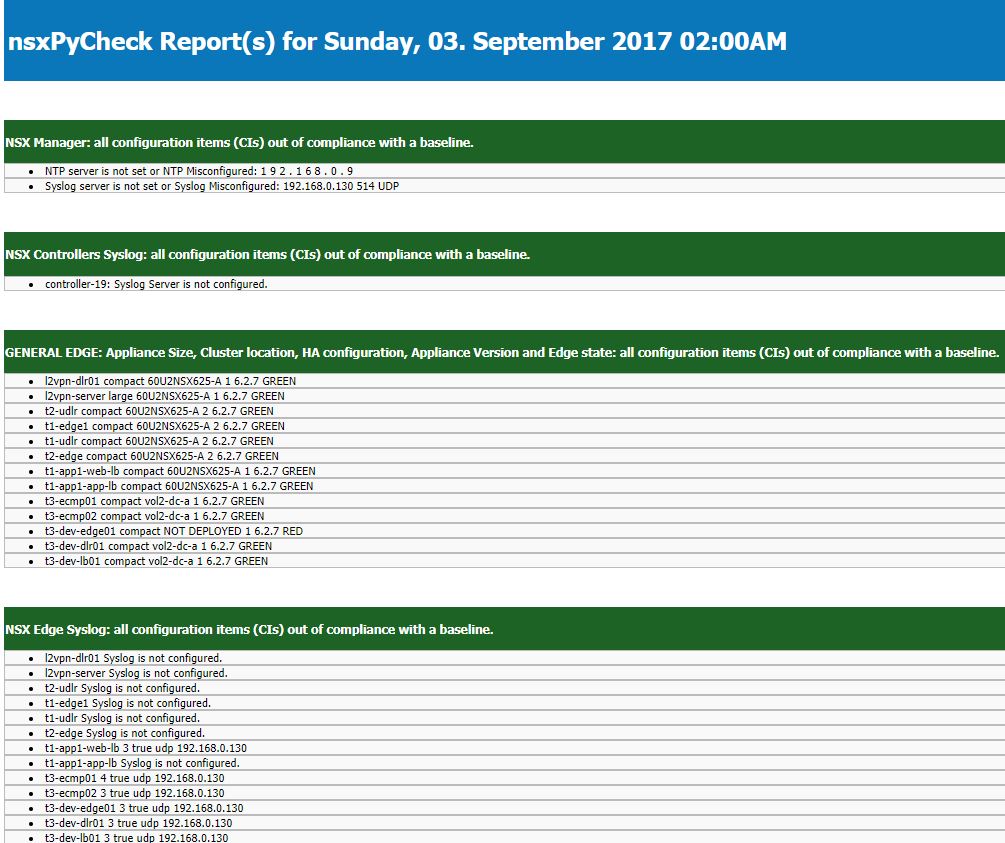 nsxPyCheck Report(s) for Sunday, 03. September 2017 02:00AM
NSX Manager: all configuration items (CIs) out of compliance with a baseline.
• NTP server is not set or NTP Misconfigured: 1 9 2 . 1 6 8 . 0 . 9
• Syslog server is not set or Syslog Misconfigured: 192.168.0.130 514 UDP
NSX Controllers Syslog: all configuration items (CIs) out of compliance with a baseline.
• controller-19: Syslog Server is not configured.
GENERAL EDGE: Appliance Size, Cluster location, HA configuration, Appliance Version and Edge state: all configuration items (CIs) out of compliance with a baseline.
• l2vpn-dlr01 compact 60U2NSX625-A 1 6.2.7 GREEN
• l2vpn-server large 60U2NSX625-A 1 6.2.7 GREEN
• t2-udlr compact 60U2NSX625-A 2 6.2.7 GREEN
• t1-edge1 compact 60U2NSX625-A 2 6.2.7 GREEN
• t1-udlr compact 60U2NSX625-A 2 6.2.7 GREEN
• t2-edge compact 60U2NSX625-A 2 6.2.7 GREEN
• t1-app1-web-lb compact 60U2NSX625-A 1 6.2.7 GREEN
• t1-app1-app-lb compact 60U2NSX625-A 1 6.2.7 GREEN
• t3-ecmp01 compact vol2-dc-a 1 6.2.7 GREEN
• t3-ecmp02 compact vol2-dc-a 1 6.2.7 GREEN
• t3-dev-edge01 compact NOT DEPLOYED 1 6.2.7 RED
• t3-dev-dlr01 compact vol2-dc-a 1 6.2.7 GREEN
• t3-dev-lb01 compact vol2-dc-a 1 6.2.7 GREEN
NSX Edge Syslog: all configuration items (CIs) out of compliance with a baseline.
• l2vpn-dlr01 Syslog is not configured.
• l2vpn-server Syslog is not configured.
• t2-udlr Syslog is not configured.
• t1-edge1 Syslog is not configured.
• t1-udlr Syslog is not configured.
• t2-edge Syslog is not configured.
• t1-app1-web-lb 3 true udp 192.168.0.130
• t1-app1-app-lb Syslog is not configured.
• t3-ecmp01 4 true udp 192.168.0.130
• t3-ecmp02 3 true udp 192.168.0.130
• t3-dev-edge01 3 true udp 192.168.0.130
• t3-dev-dlr01 3 true udp 192.168.0.130
• t3-dev-lb01 3 true udp 192.168.0.130